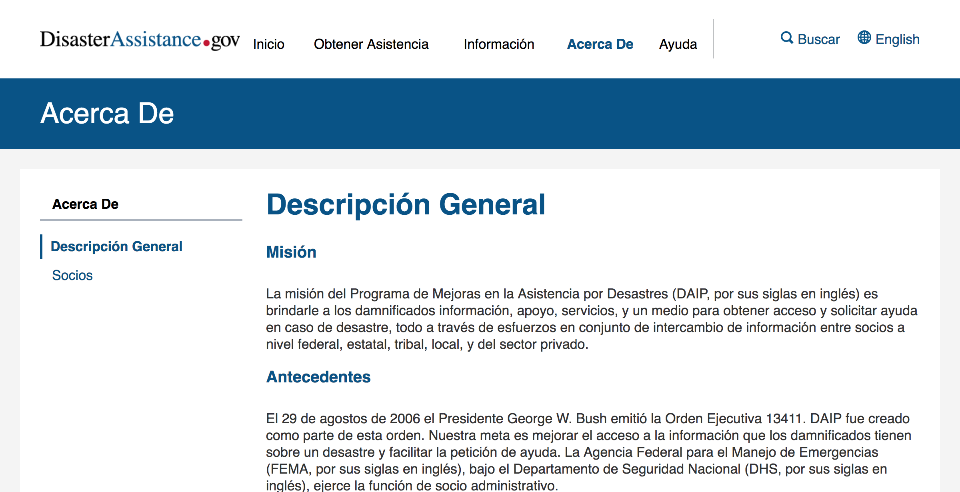 DisasterAssistance.gov
Inicio
Obtener Asistencia
Información
Acerca De
Ayuda
Buscar
English
Acerca De
Acerca De
Descripción General
Socios
Descripción General
Misión
La misión del Programa de Mejoras en la Asistencia por Desastres (DAIP, por sus siglas en inglés) es
brindarle a los damnificados información, apoyo, servicios, y un medio para obtener acceso y solicitar ayuda
en caso de desastre, todo a través de esfuerzos en conjunto de intercambio de información entre socios a
nivel federal, estatal, tribal, local, y del sector privado.
Antecedentes
El 29 de agostos de 2006 el Presidente George W. Bush emitió la Orden Ejecutiva 13411. DAIP fue creado
como parte de esta orden. Nuestra meta es mejorar el acceso a la información que los damnificados tienen
sobre un desastre y facilitar la petición de ayuda. La Agencia Federal para el Manejo de Emergencias
(FEMA, por sus siglas en inglés), bajo el Departamento de Seguridad Nacional (DHS, por sus siglas en
inglés), ejerce la función de socio administrativo.